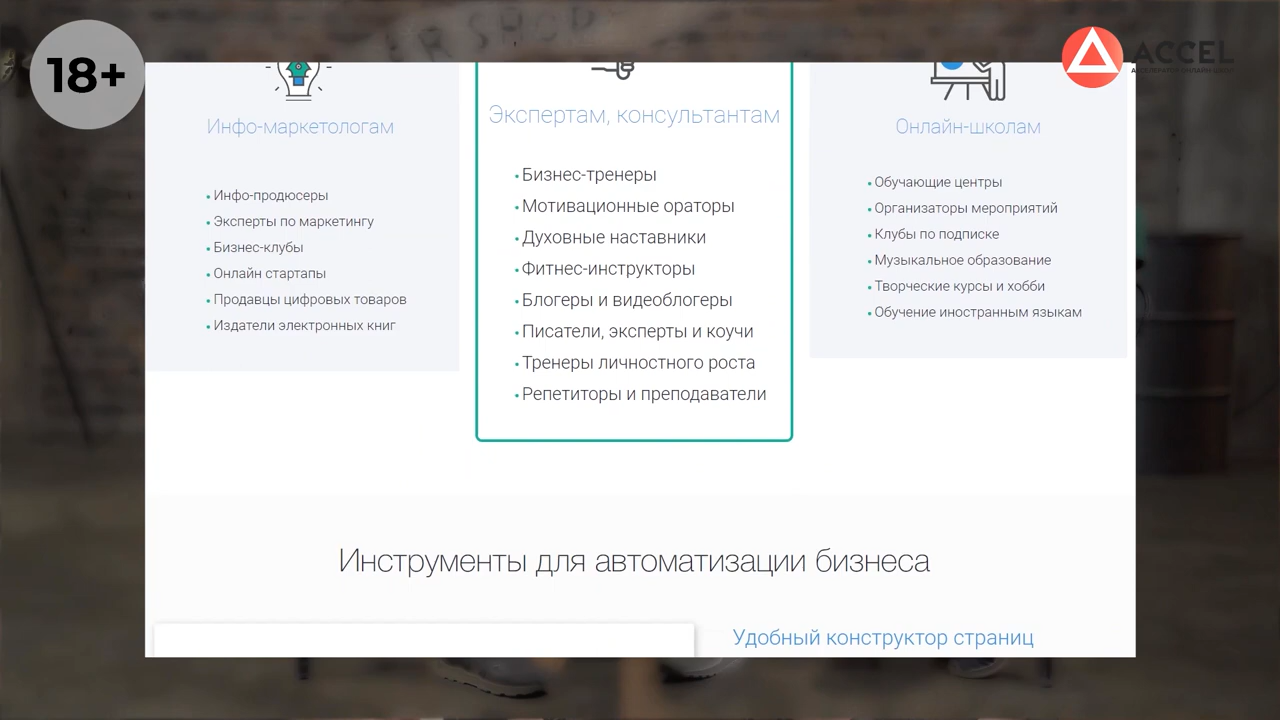 18+
ACCEL
Инфо-маркетологам
Инфо-продюсеры
Эксперты по маркетингу
Бизнес-клубы
Онлайн стартапы
Продавцы цифровых товаров
Издатели электронных книг
Экспертам, консультантам
Бизнес-тренеры
Мотивационные ораторы
Духовные наставники
Фитнес-инструкторы
Блогеры и видеоблогеры
Писатели, эксперты и коучи
Тренеры личностного роста
Репетиторы и преподаватели
Онлайн-школам
Обучающие центры
Организаторы мероприятий
Клубы по подписке
Музыкальное образование
Творческие курсы и хобби
Обучение иностранным языкам
Инструменты для автоматизации бизнеса
Удобный конструктор страниц